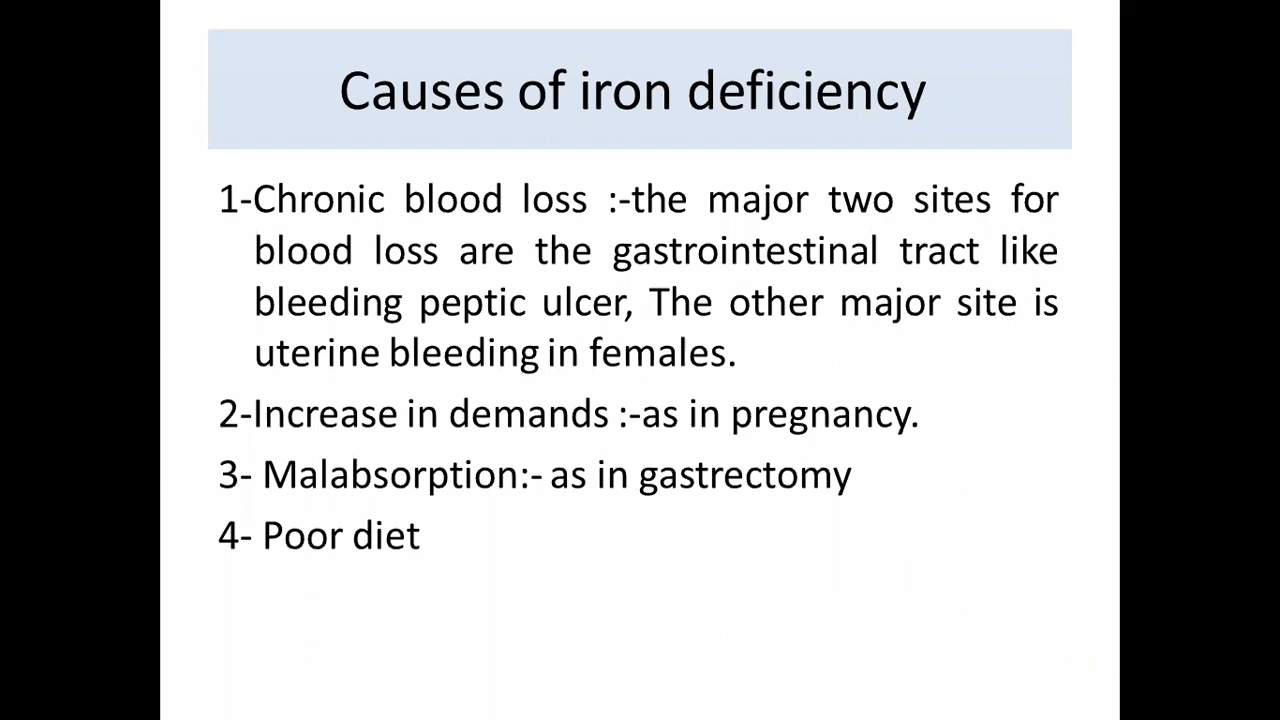 Causes of iron deficiency
1-Chronic blood loss :-the major two sites for
blood loss are the gastrointestinal tract like
bleeding peptic ulcer, The other major site is
uterine bleeding in females.
2-Increase in demands :-as in pregnancy.
3- Malabsorption:- as in gastrectomy
4- Poor diet